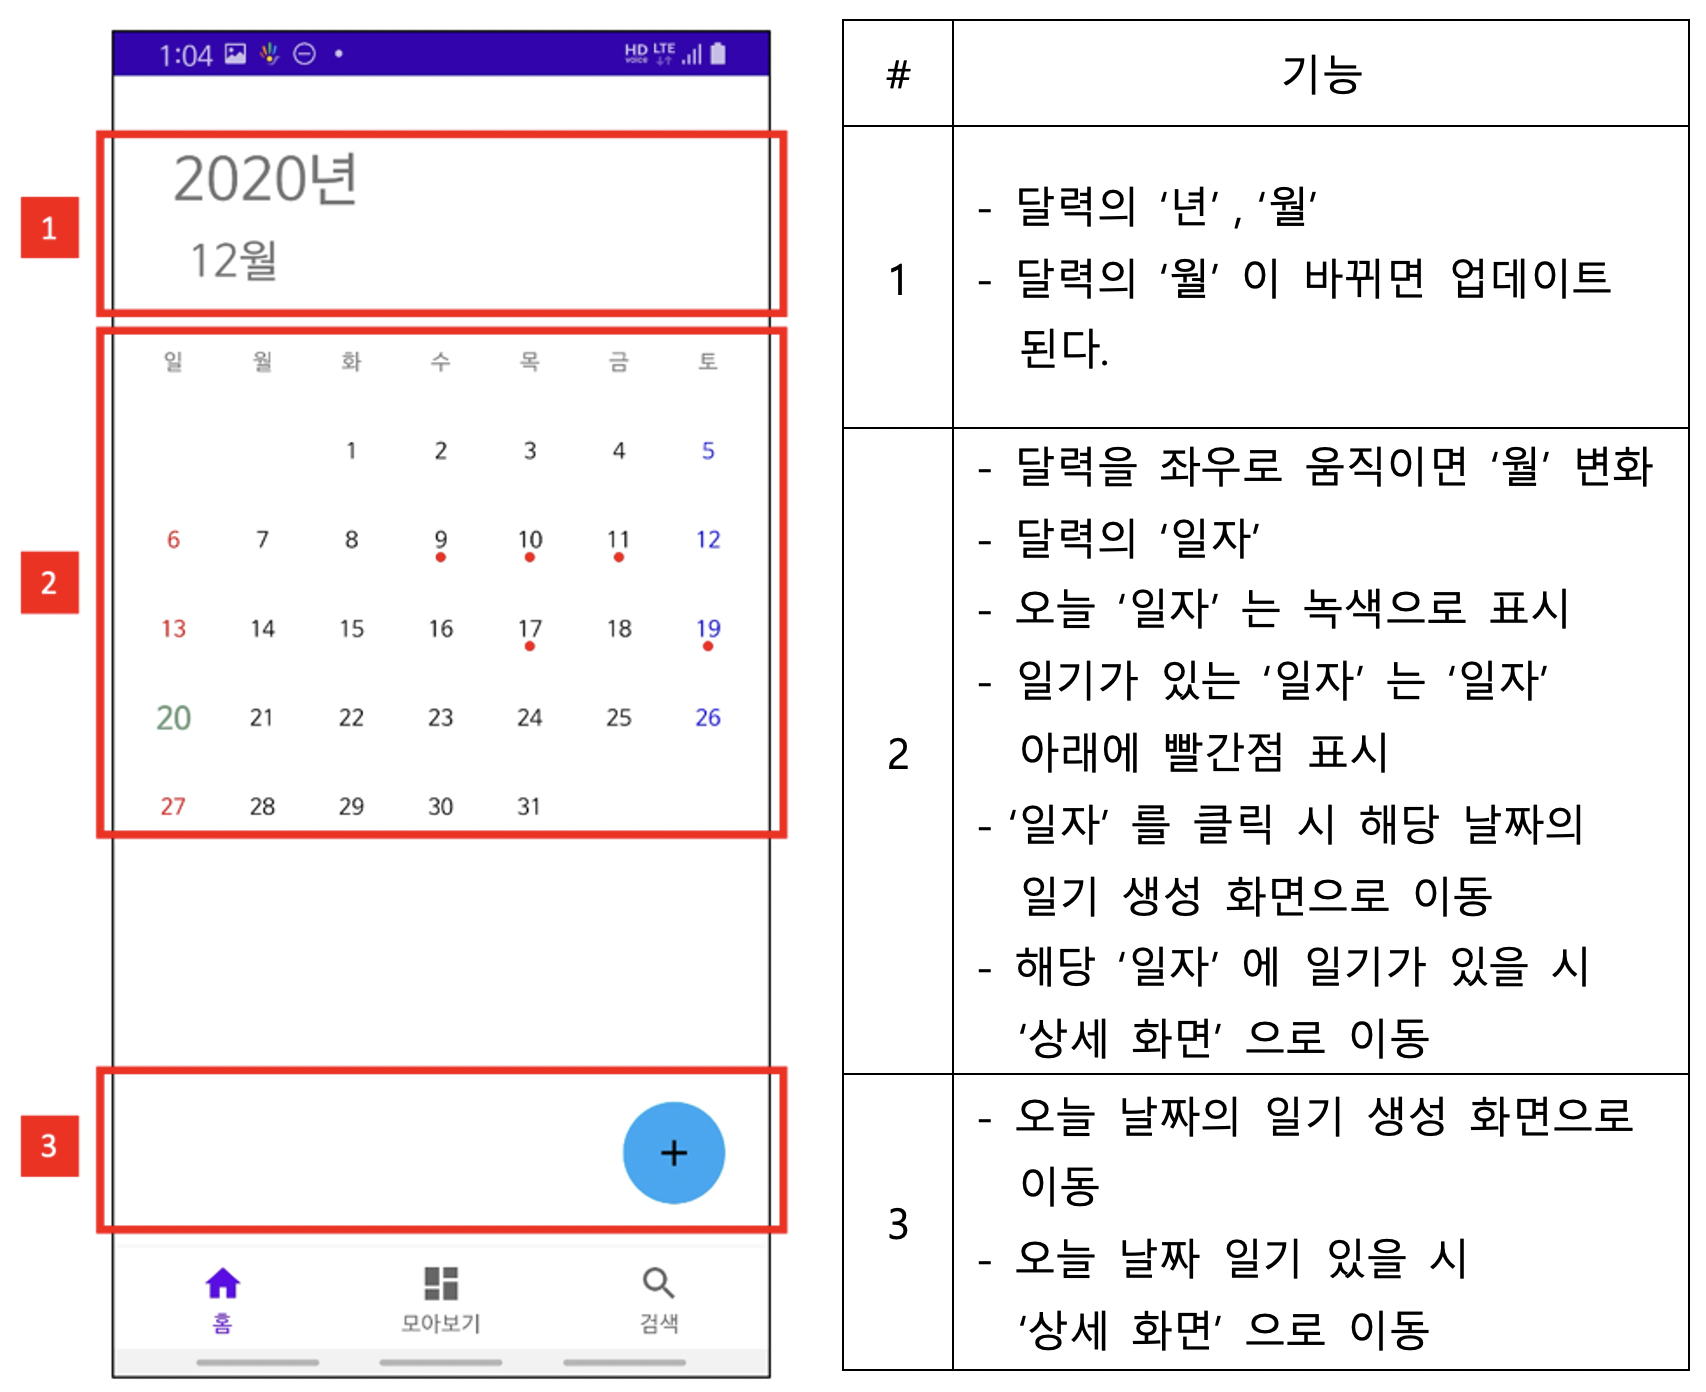 1:04
HD voice LTE
1
2020년
12월
2
일 월 화 수 목 금 토
1 2 3 4 5
6 7 8 9 10 11 12
13 14 15 16 17 18 19
20 21 22 23 24 25 26
27 28 29 30 31
3
+
홈 모아보기 검색
# 기능
1
- 달력의 ‘년’ , ‘월’
- 달력의 ‘월’ 이 바뀌면 업데이트
된다.
2
- 달력을 좌우로 움직이면 ‘월’ 변화
- 달력의 ‘일자’
- 오늘 ‘일자’ 는 녹색으로 표시
- 일기가 있는 ‘일자’ 는 ‘일자’
아래에 빨간점 표시
- ‘일자’ 를 클릭 시 해당 날짜의
일기 생성 화면으로 이동
- 해당 ‘일자’ 에 일기가 있을 시
‘상세 화면’ 으로 이동
3
- 오늘 날짜의 일기 생성 화면으로
이동
- 오늘 날짜 일기 있을 시
‘상세 화면’ 으로 이동